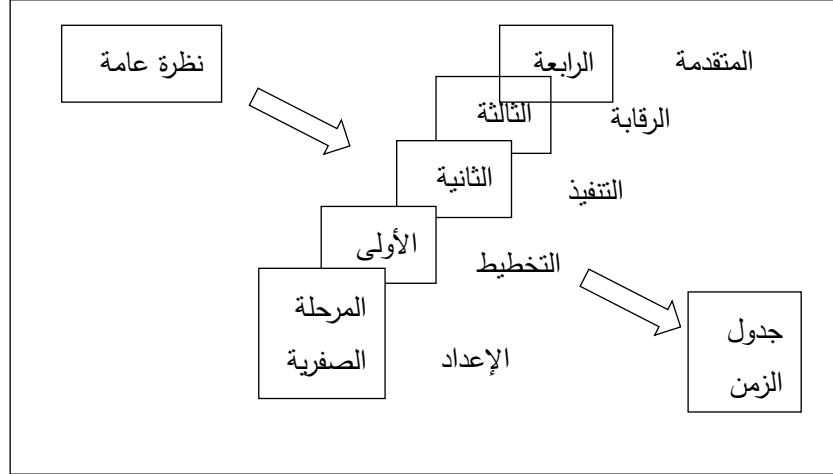 نظرة عامة
الرابعة
المتقدمة
الثالثة
الرقابة
الثانية
التنفيذ
الأولى
التخطيط
المرحلة
الصفرية
الإعداد
جدول
الزمن